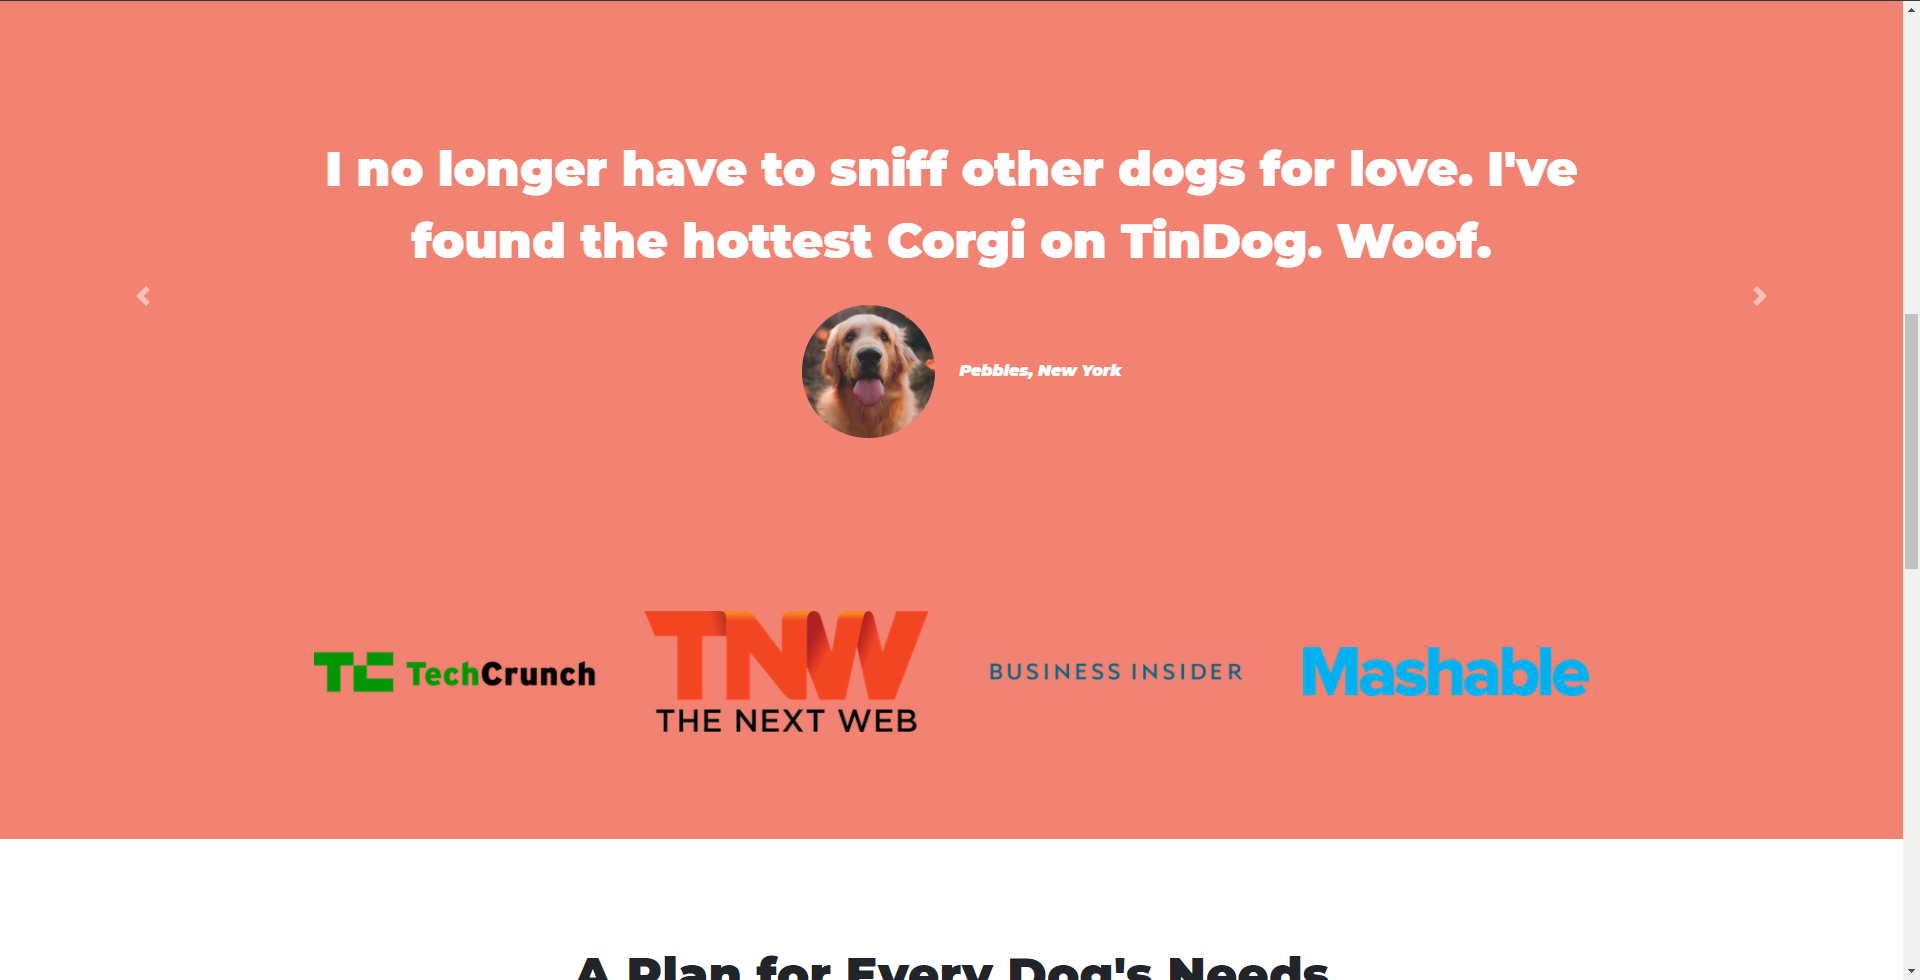 I no longer have to sniff other dogs for love. I've
found the hottest Corgi on TinDog. Woof.
Pebbles, New York
TC TechCrunch
TNW
THE NEXT WEB
BUSINESS INSIDER
Mashable
A Plan for Every Dog's Needs